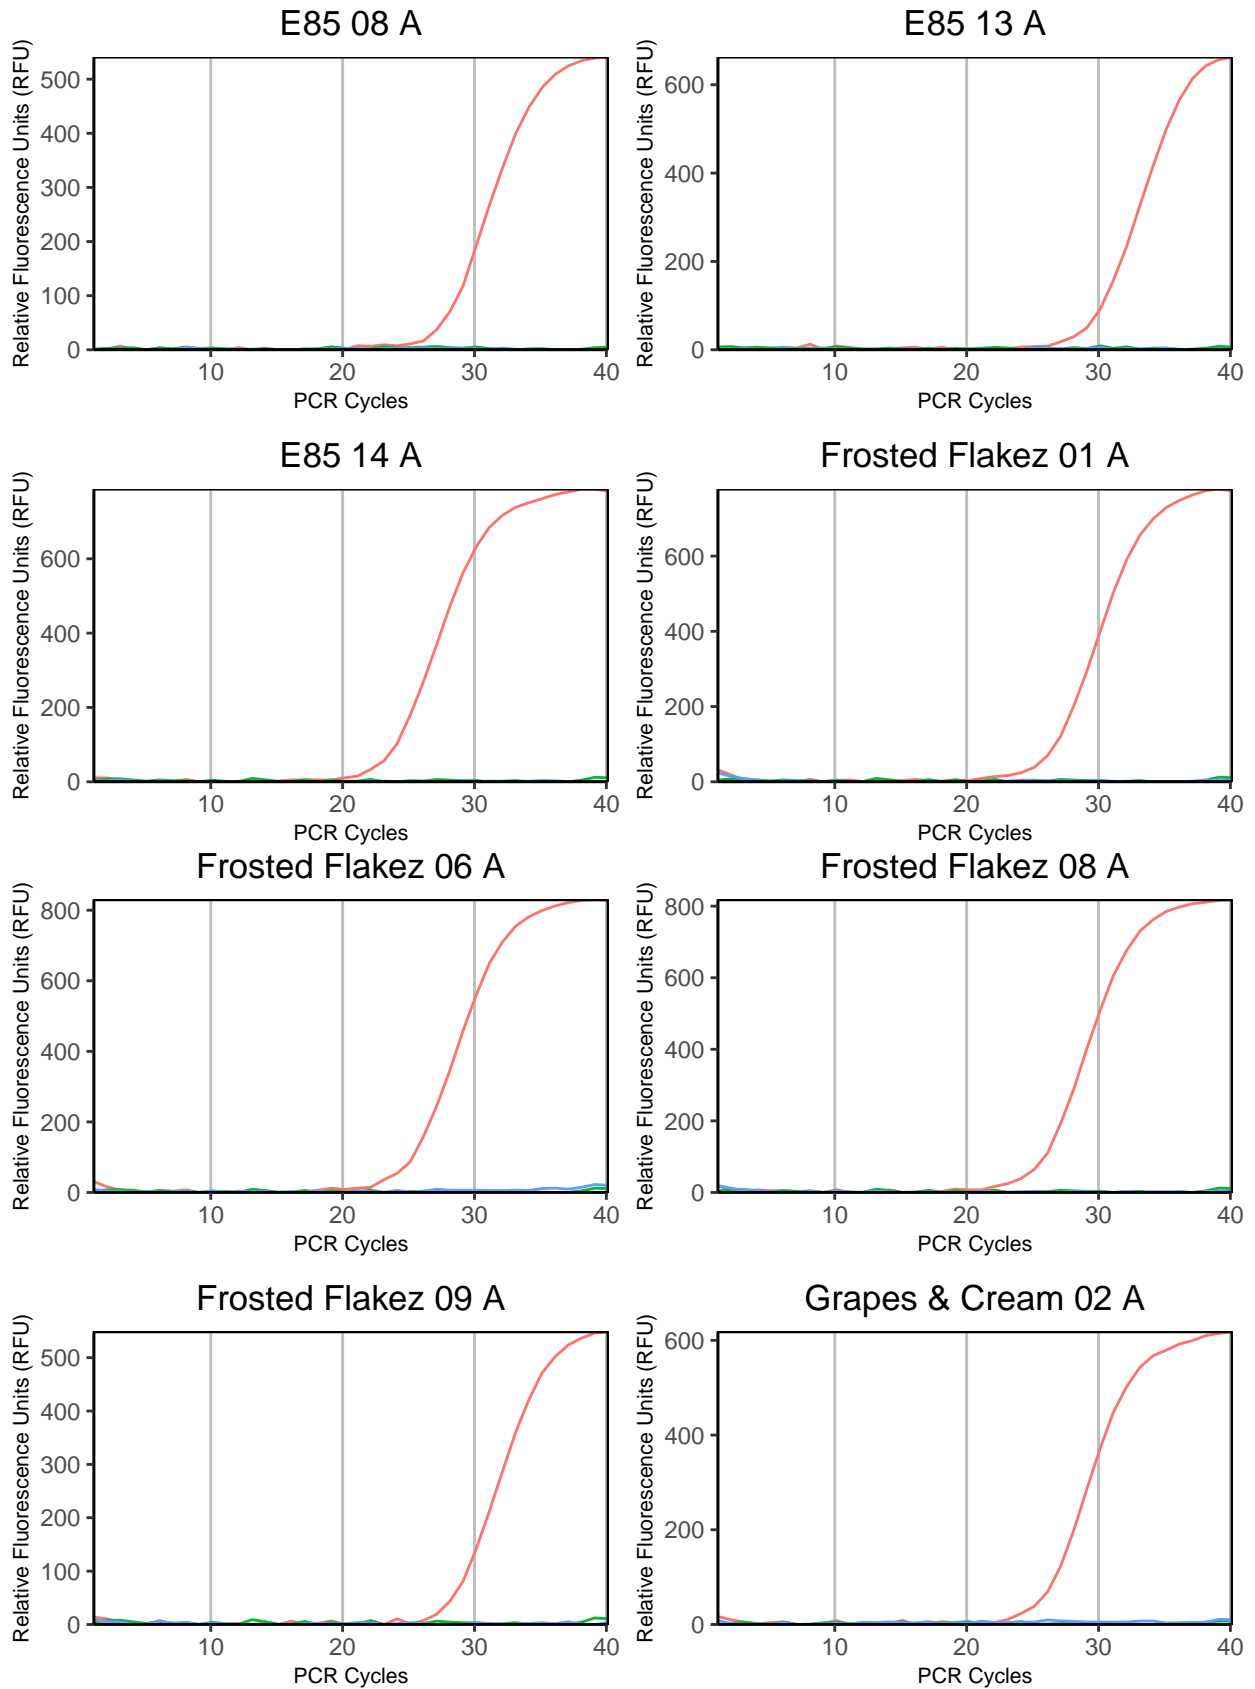 E85 08 A
Relative Fluorescence Units (RFU)
500
400
300
200
100
0
10 20 30 40
PCR Cycles
E85 13 A
Relative Fluorescence Units (RFU)
600
400
200
0
10 20 30 40
PCR Cycles
E85 14 A
Relative Fluorescence Units (RFU)
600
400
200
0
10 20 30 40
PCR Cycles
Frosted Flakez 01 A
Relative Fluorescence Units (RFU)
600
400
200
0
10 20 30 40
PCR Cycles
Frosted Flakez 06 A
Relative Fluorescence Units (RFU)
800
600
400
200
0
10 20 30 40
PCR Cycles
Frosted Flakez 08 A
Relative Fluorescence Units (RFU)
800
600
400
200
0
10 20 30 40
PCR Cycles
Frosted Flakez 09 A
Relative Fluorescence Units (RFU)
500
400
300
200
100
0
10 20 30 40
PCR Cycles
Grapes & Cream 02 A
Relative Fluorescence Units (RFU)
600
400
200
0
10 20 30 40
PCR Cycles